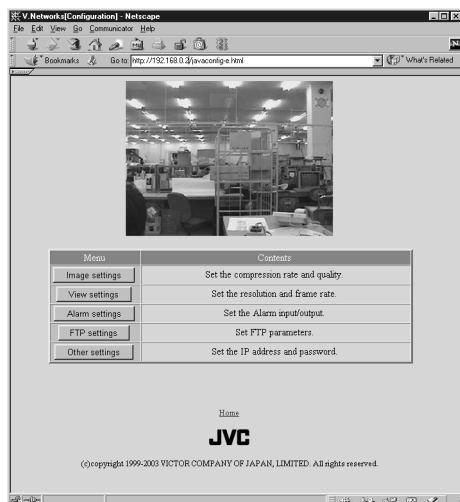 V.Networks[Configuration] - Netscape
File Edit View Go Communicator Help
Bookmarks Go to: http://192.168.0.2/javaconfig-e.html What's Related
Menu Contents
Image settings Set the compression rate and quality.
View settings Set the resolution and frame rate.
Alarm settings Set the Alarm input/output.
FTP settings Set FTP parameters.
Other settings Set the IP address and password.
Home
JVC
(c)copyright 1999-2003 VICTOR COMPANY OF JAPAN, LIMITED. All rights reserved.